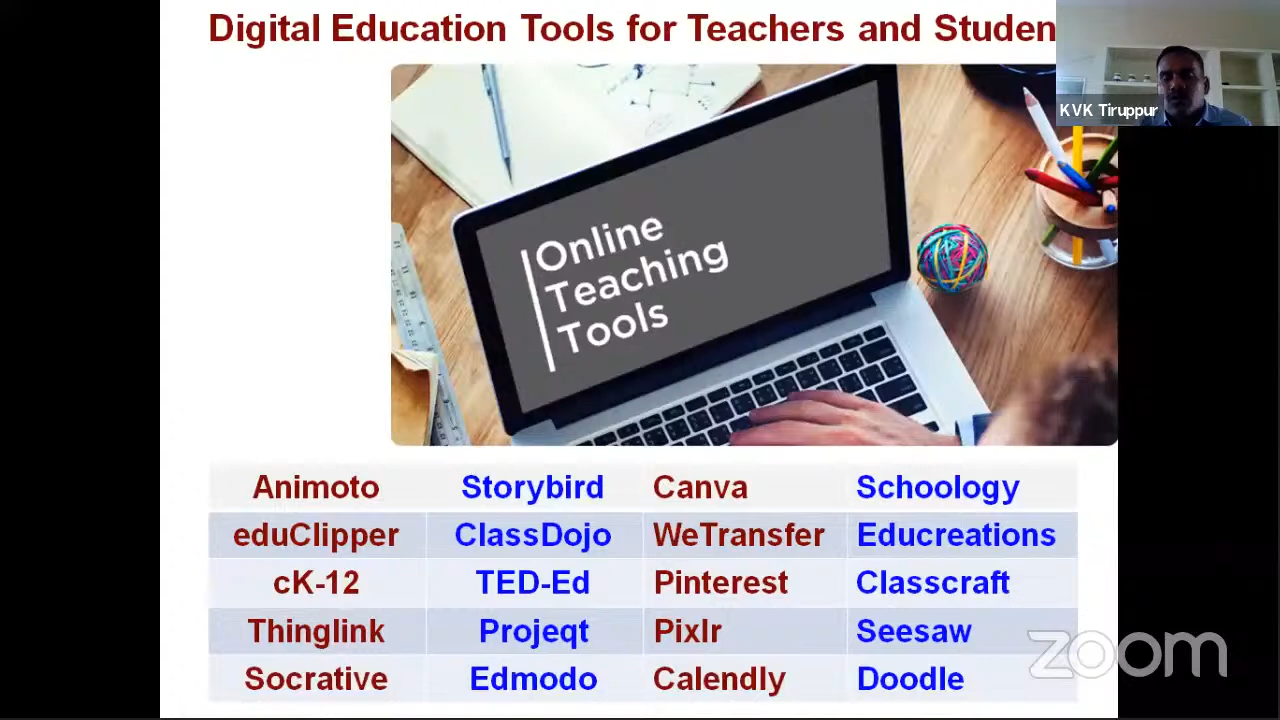 Digital Education Tools for Teachers and Studen
KVK Tiruppur
Online
Teaching
Tools
Animoto Storybird Canva Schoology
eduClipper ClassDojo WeTransfer Educreations
cK-12 TED-Ed Pinterest Classcraft
Thinglink Projeqt Pixlr Seesaw
Socrative Edmodo Calendly Doodle
zoom